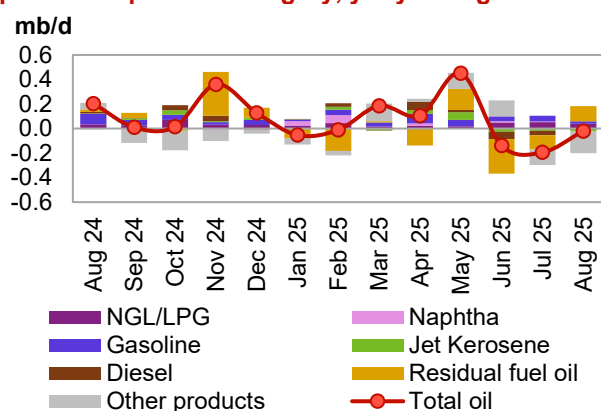 mb/d
0.6
0.4
0.2
0.0
-0.2
-0.4
-0.6
Aug 24
Sep 24
Oct 24
Nov 24
Dec 24
Jan 25
Feb 25
Mar 25
Apr 25
May 25
Jun 25
Jul 25
Aug 25
NGL/LPG
Naphtha
Gasoline
Jet Kerosene
Diesel
Residual fuel oil
Other products
Total oil